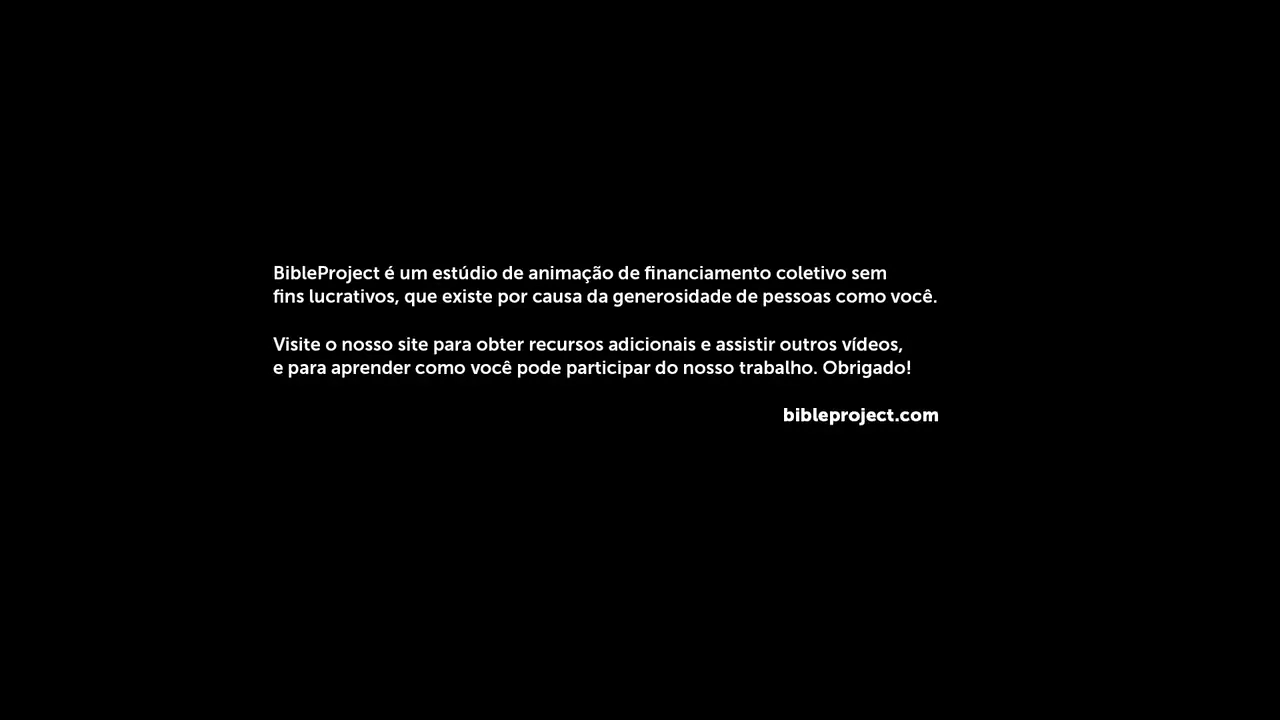 BibleProject é um estúdio de animação de financiamento coletivo sem
fins lucrativos, que existe por causa da generosidade de pessoas como você.
Visite o nosso site para obter recursos adicionais e assistir outros vídeos,
e para aprender como você pode participar do nosso trabalho. Obrigado!
bibleproject.com